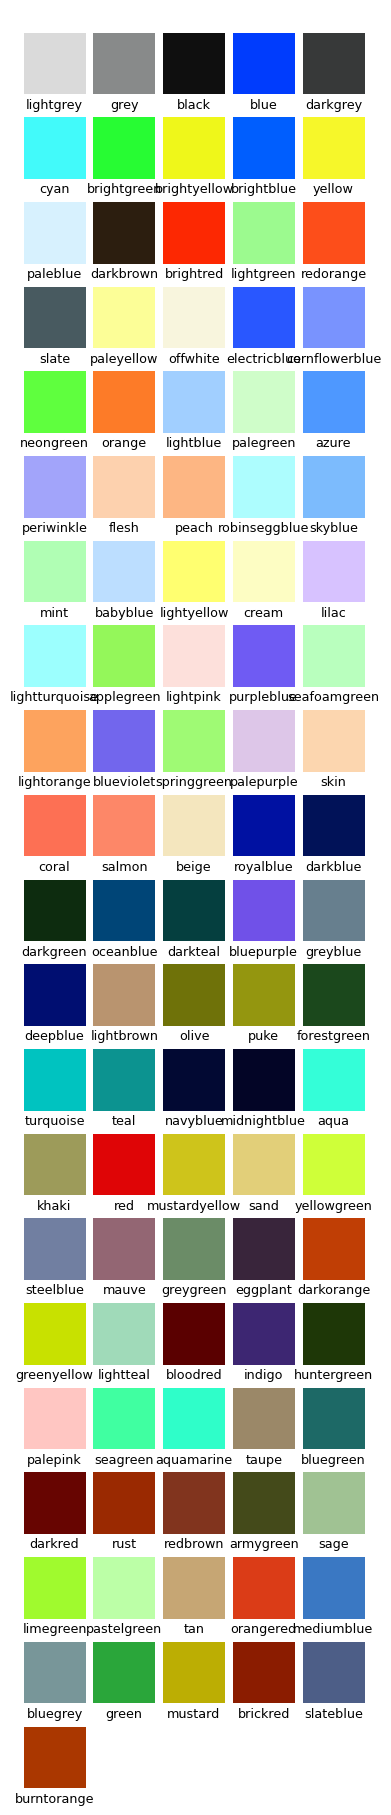 lightgrey grey black blue darkgrey
cyan brightgreen brightyellow brightblue yellow
paleblue darkbrown brightred lightgreen redorange
slate paleyellow offwhite electricblue cornflowerblue
neongreen orange lightblue palegreen azure
periwinkle flesh peach robinseggblue skyblue
mint babyblue lightyellow cream lilac
lightturquoise applegreen lightpink purpleblue seafoamgreen
lightorange blueviolet springgreen palepurple skin
coral salmon beige royalblue darkblue
darkgreen oceanblue darkteal bluepurple greyblue
deepblue lightbrown olive puke forestgreen
turquoise teal navyblue midnightblue aqua
khaki red mustardyellow sand yellowgreen
steelblue mauve greygreen eggplant darkorange
greenyellow lightteal bloodred indigo huntergreen
palepink seagreen aquamarine taupe bluegreen
darkred rust redbrown armygreen sage
limegreen pastelgreen tan orangered mediumblue
bluegrey green mustard brickred slateblue
burntorange